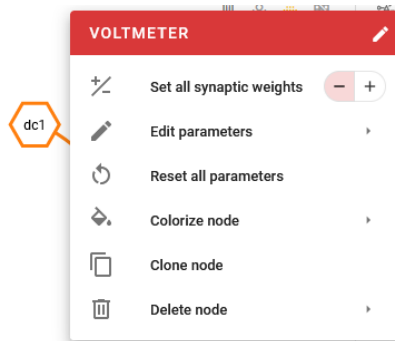 VOLTMETER
Set all synaptic weights − +
dc1
Edit parameters
Reset all parameters
Colorize node
Clone node
Delete node